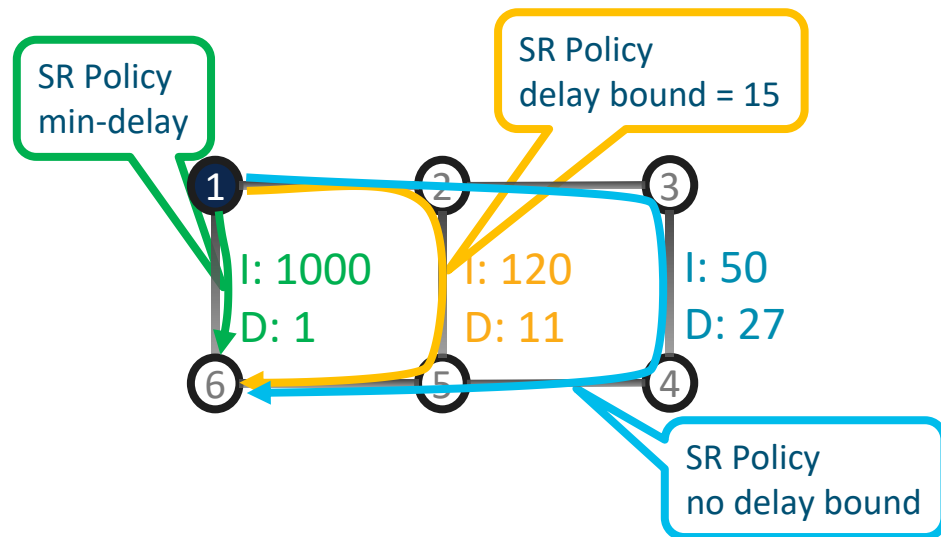 SR Policy
min-delay
SR Policy
delay bound = 15
1
2
3
I: 1000
D: 1
I: 120
D: 11
I: 50
D: 27
6
5
4
SR Policy
no delay bound